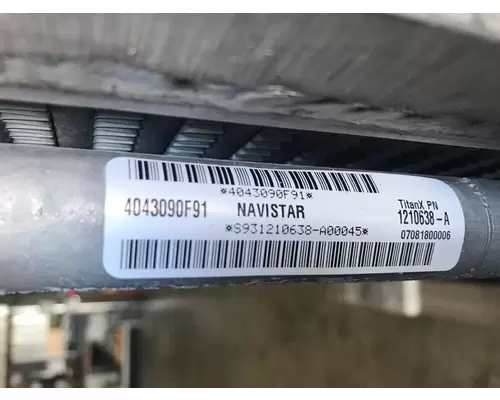 *4043090F91*
4043090F91 NAVISTAR
TitanX PN
1210638-A
*S931210638-A00045*
07081800006